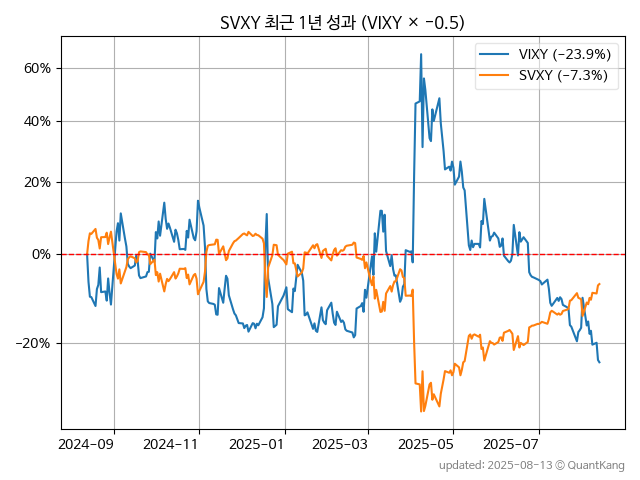 SVXY 최근 1년 성과 (VIXY × −0.5)
VIXY (−23.9%)
SVXY (−7.3%)
60%
40%
20%
0%
−20%
2024-09
2024-11
2025-01
2025-03
2025-05
2025-07
updated: 2025-08-13 © QuantKang